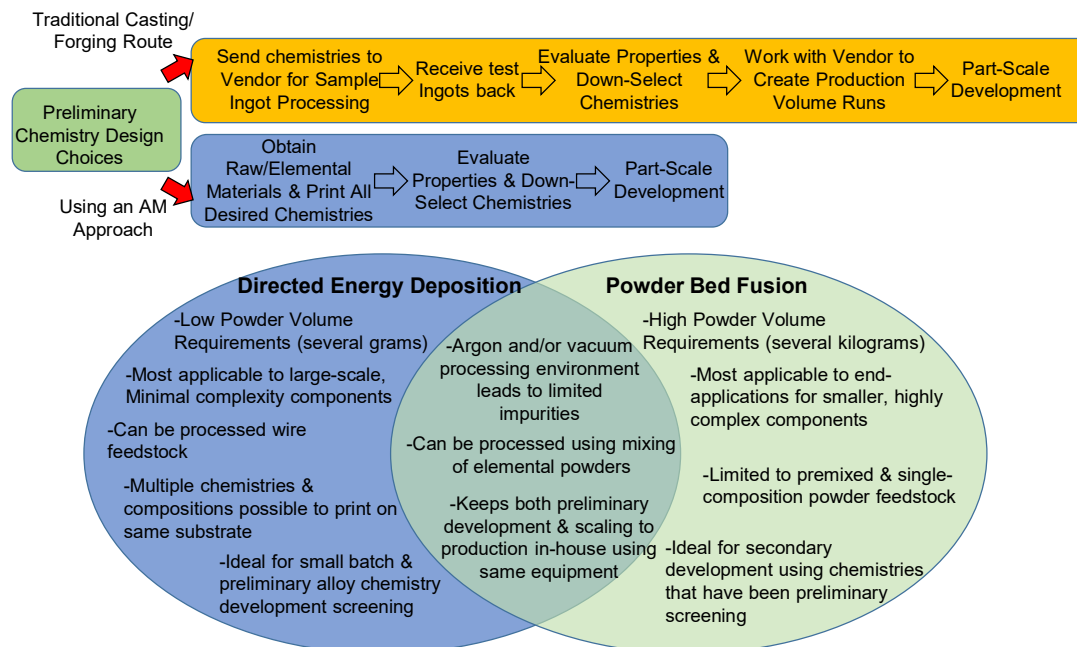 Traditional Casting/
Forging Route
Send chemistries to
Vendor for Sample
Ingot Processing
Receive test
Ingots back
Evaluate Properties &
Down-Select
Chemistries
Work with Vendor to
Create Production
Volume Runs
Part-Scale
Development
Preliminary
Chemistry Design
Choices
Obtain
Raw/Elemental
Materials & Print All
Desired Chemistries
Evaluate
Properties & Down-
Select Chemistries
Part-Scale
Development
Using an AM
Approach
Directed Energy Deposition
-Low Powder Volume
Requirements (several grams)
-Most applicable to large-scale,
Minimal complexity components
-Can be processed wire
feedstock
-Multiple chemistries &
compositions possible to print on
same substrate
-Ideal for small batch &
preliminary alloy chemistry
development screening
-Argon and/or vacuum
processing environment
leads to limited
impurities
-Can be processed using mixing
of elemental powders
-Keeps both preliminary
development & scaling to
production in-house using
same equipment
Powder Bed Fusion
-High Powder Volume
Requirements (several kilograms)
-Most applicable to end-
applications for smaller, highly
complex components
-Limited to premixed & single-
composition powder feedstock
-Ideal for secondary
development using chemistries
that have been preliminary
screening